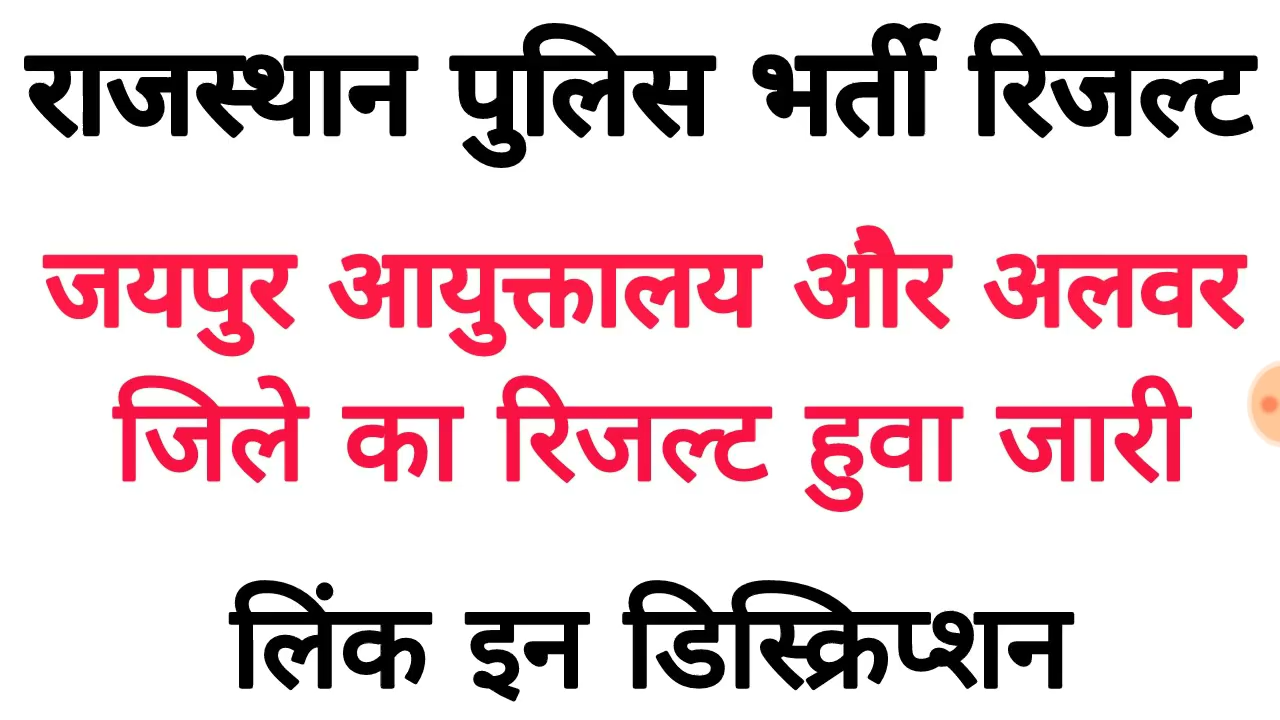 राजस्थान पुलिस भर्ती रिजल्ट
जयपुर आयुक्तालय और अलवर
जिले का रिजल्ट हुवा जारी
लिंक इन डिस्क्रिप्शन